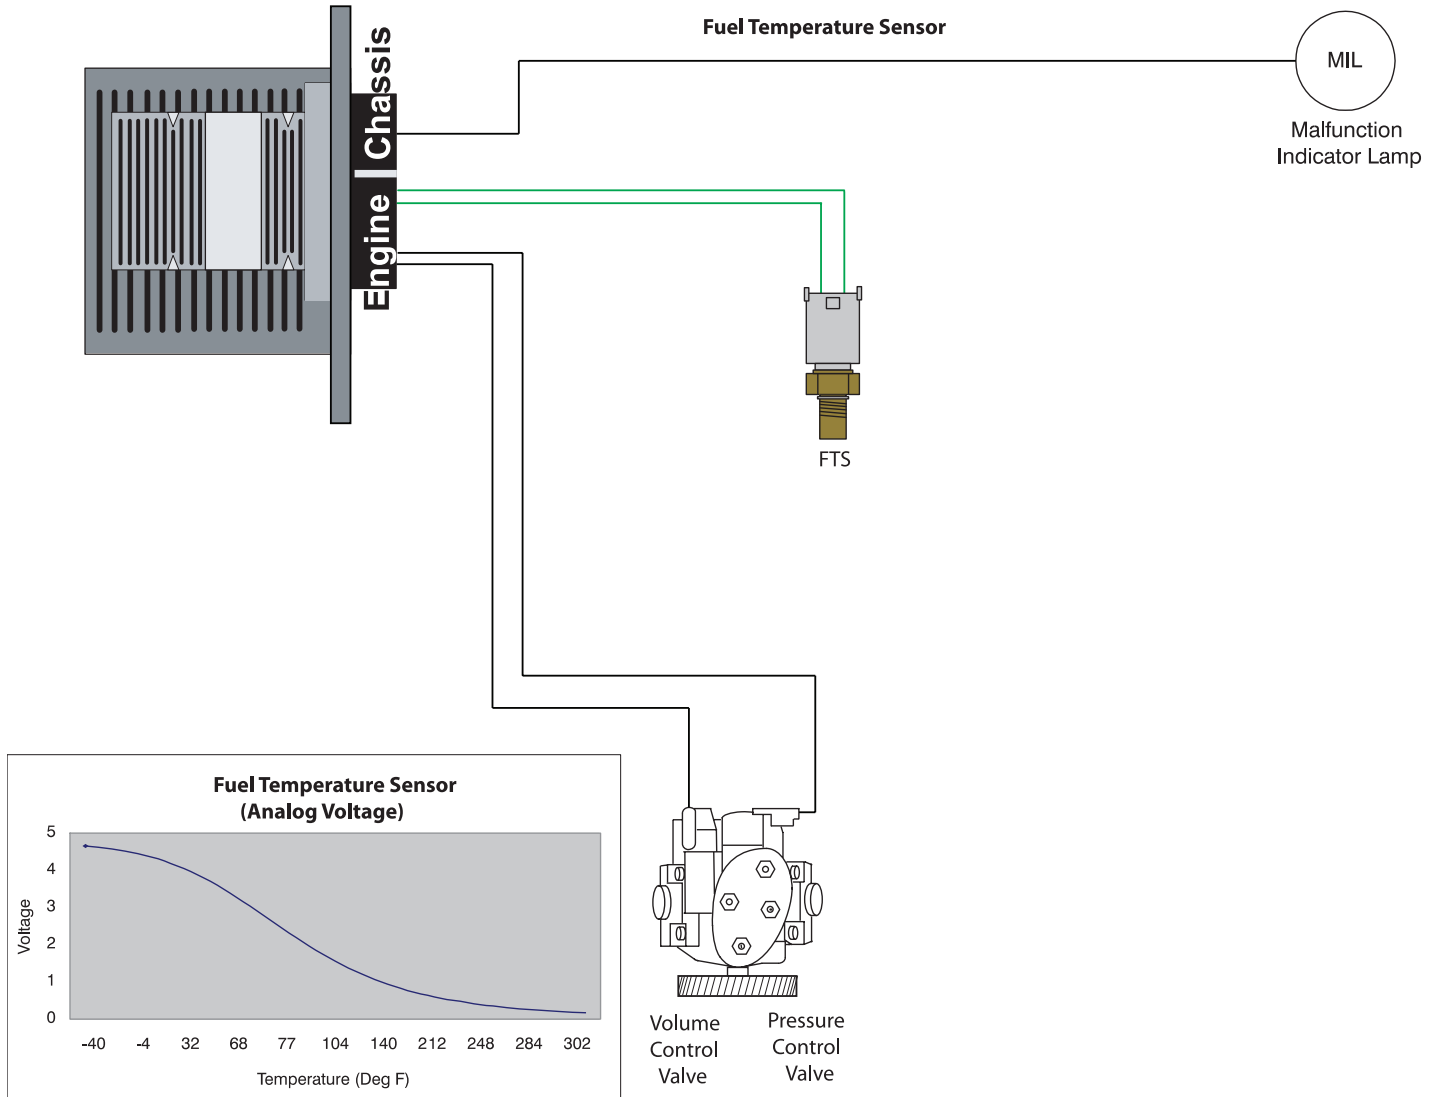 Fuel Temperature Sensor
MIL
Malfunction
Indicator Lamp
Engine | Chassis
FTS
Fuel Temperature Sensor
(Analog Voltage)
Voltage
5
4
3
2
1
0
-40 -4 32 68 77 104 140 212 248 284 302
Temperature (Deg F)
Volume
Control
Valve
Pressure
Control
Valve